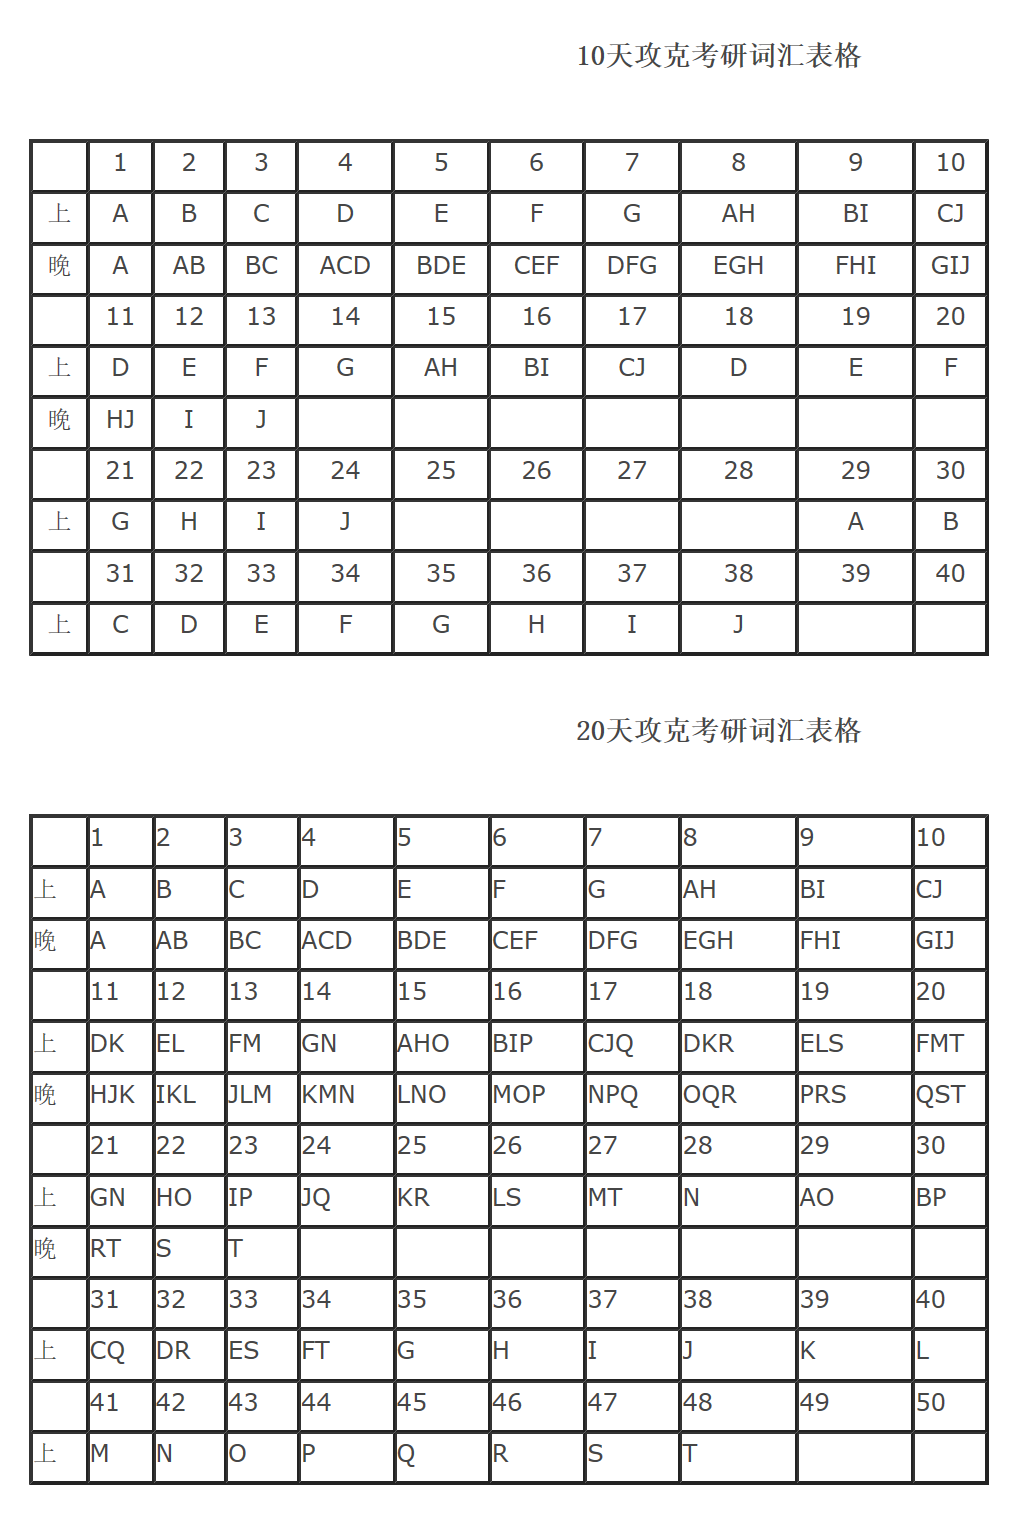 10天攻克考研词汇表格
1 2 3 4 5 6 7 8 9 10
上 A B C D E F G AH BI CJ
晚 A AB BC ACD BDE CEF DFG EGH FHI GIJ
11 12 13 14 15 16 17 18 19 20
上 D E F G AH BI CJ D E F
晚 HJ I J
21 22 23 24 25 26 27 28 29 30
上 G H I J A B
31 32 33 34 35 36 37 38 39 40
上 C D E F G H I J
20天攻克考研词汇表格
1 2 3 4 5 6 7 8 9 10
上 A B C D E F G AH BI CJ
晚 A AB BC ACD BDE CEF DFG EGH FHI GIJ
11 12 13 14 15 16 17 18 19 20
上 DK EL FM GN AHO BIP CJQ DKR ELS FMT
晚 HJK IKL JLM KMN LNO MOP NPQ OQR PRS QST
21 22 23 24 25 26 27 28 29 30
上 GN HO IP JQ KR LS MT N AO BP
晚 RT S T
31 32 33 34 35 36 37 38 39 40
上 CQ DR ES FT G H I J K L
41 42 43 44 45 46 47 48 49 50
上 M N O P Q R S T